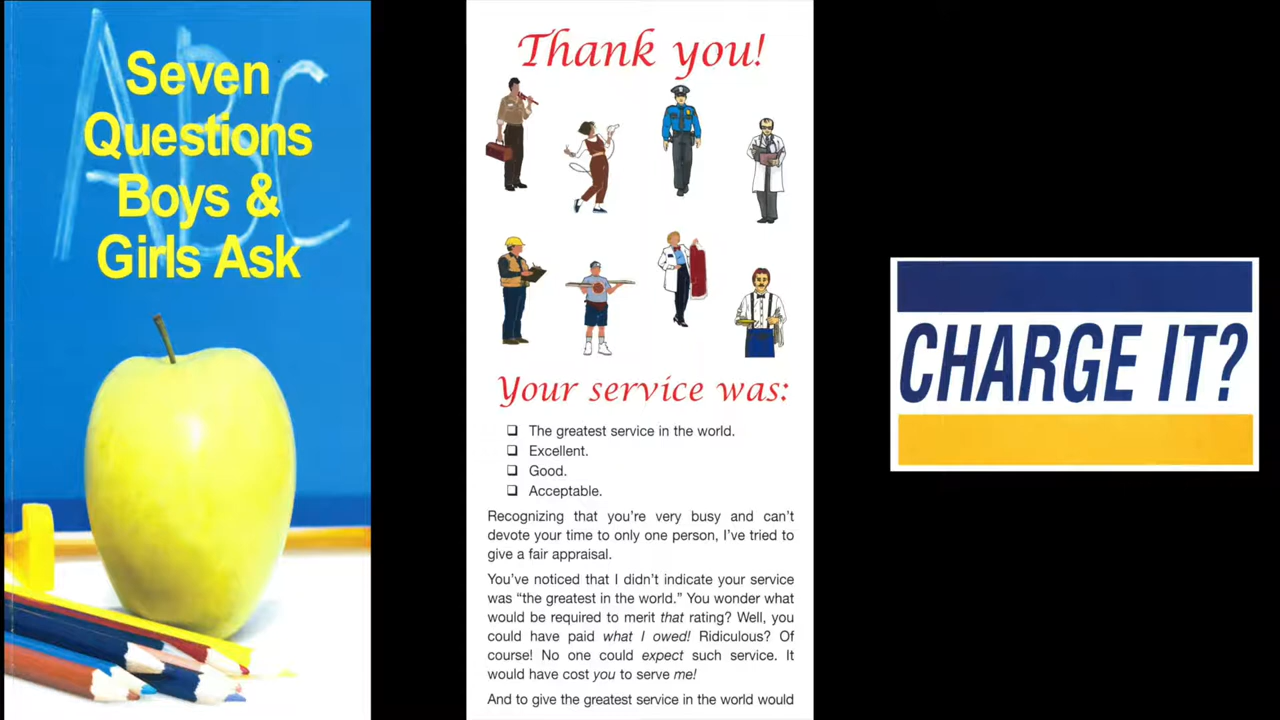 ABC
Seven
Questions
Boys &
Girls Ask
Thank you!
Your service was:
❑ The greatest service in the world.
❑ Excellent.
❑ Good.
❑ Acceptable.
Recognizing that you're very busy and can't
devote your time to only one person, I've tried to
give a fair appraisal.
You've noticed that I didn't indicate your service
was “the greatest in the world.” You wonder what
would be required to merit that rating? Well, you
could have paid what I owed! Ridiculous? Of
course! No one could expect such service. It
would have cost you to serve me!
And to give the greatest service in the world would
CHARGE IT?